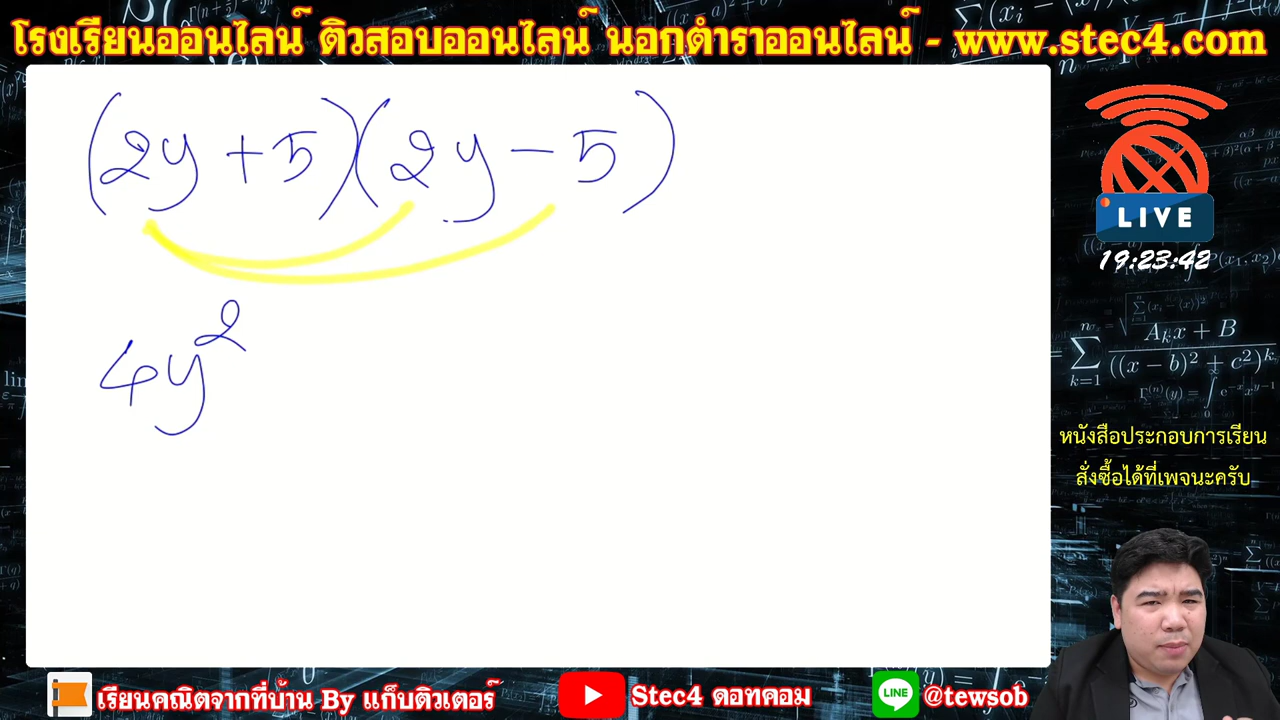 โรงเรียนออนไลน์ ติวสอบออนไลน์ นอกตำราออนไลน์ - www.stec4.com
(2y + 5)(2y - 5)
4y²
LIVE
19:23:42
A_k x + B
((x - b)² + c²)^k
หนังสือประกอบการเรียน
สั่งซื้อได้ที่เพจนะครับ
เรียนคณิตจากที่บ้าน By แก็บติวเตอร์
Stec4 ดอทคอม
LINE
@tewsob